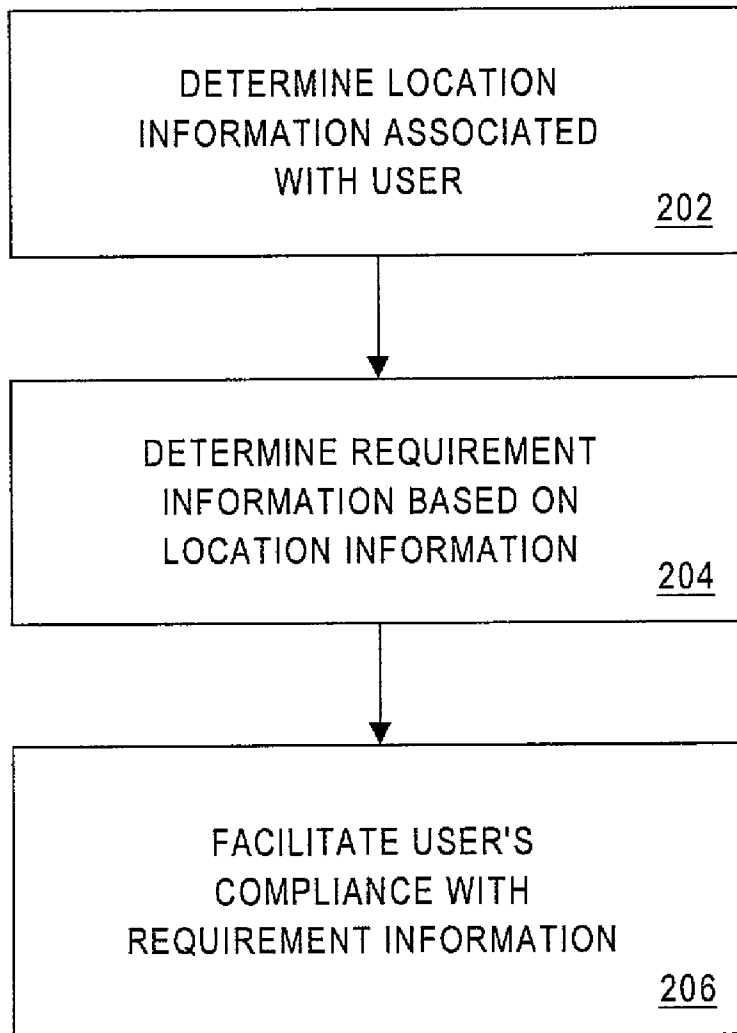 DETERMINE LOCATION
INFORMATION ASSOCIATED
WITH USER
202
DETERMINE REQUIREMENT
INFORMATION BASED ON
LOCATION INFORMATION
204
FACILITATE USER'S
COMPLIANCE WITH
REQUIREMENT INFORMATION
206